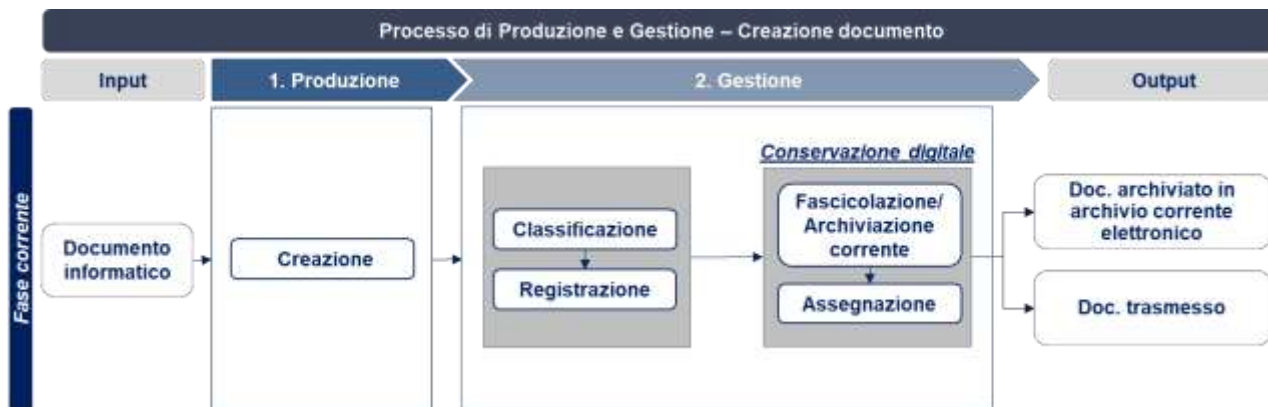 Processo di Produzione e Gestione – Creazione documento
Input
1. Produzione
2. Gestione
Output
Fase corrente
Documento
informatico
Creazione
Classificazione
Registrazione
Conservazione digitale
Fascicolazione/
Archiviazione
corrente
Assegnazione
Doc. archiviato in
archivio corrente
elettronico
Doc. trasmesso